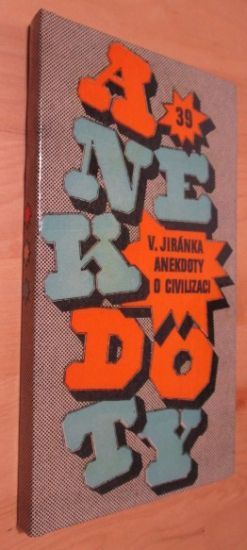 39
A
NE
K
DO
TY
V. JIRÁNKA
ANEKDOTY
O CIVILIZACI